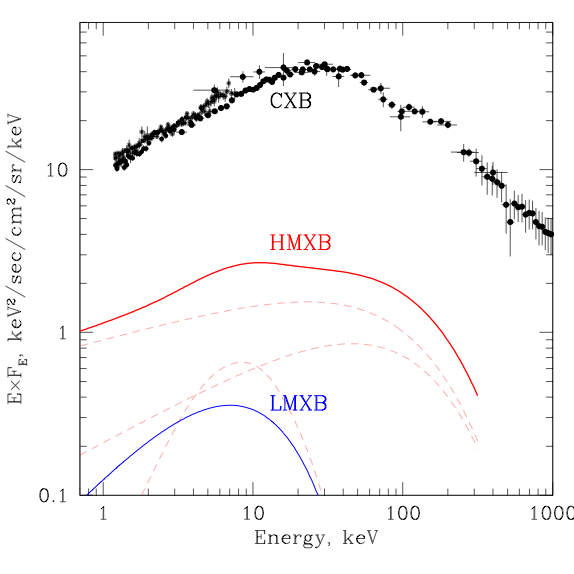 CXB
10
HMXB
1
LMXB
0.1
1
10
100
1000
Energy, keV
E×F_E, keV²/sec/cm²/sr/keV